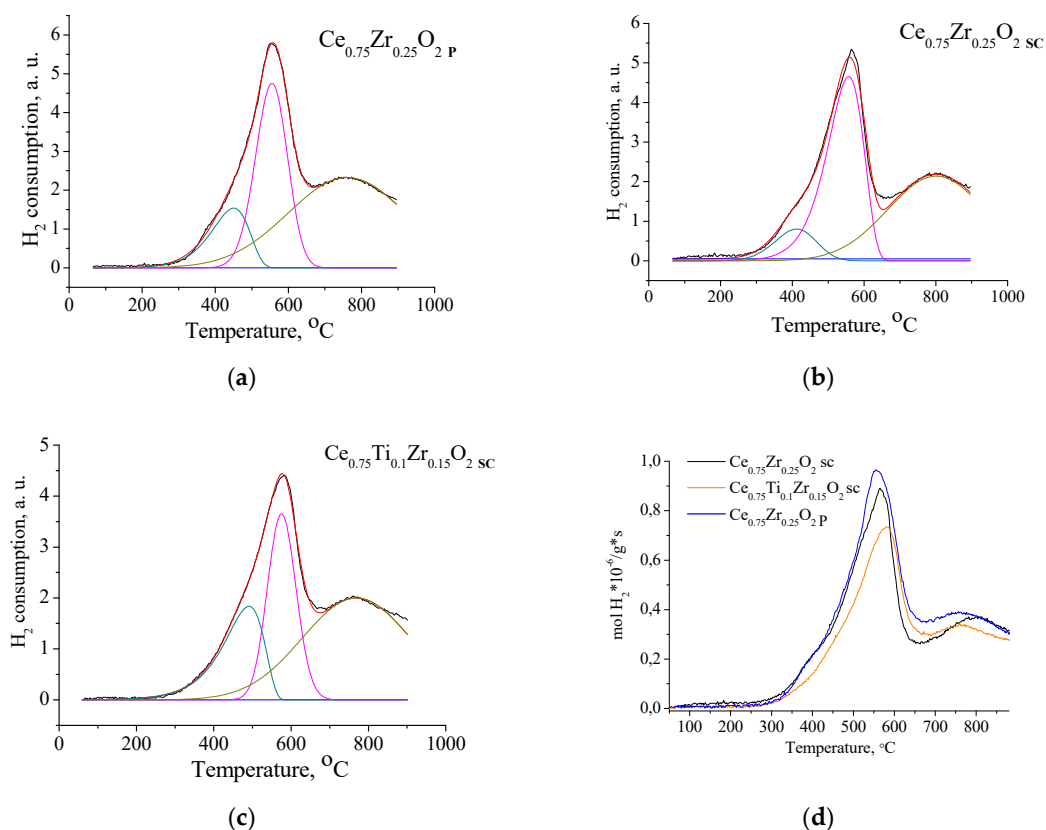 Ce0.75Zr0.25O2 P
H2 consumption, a. u.
6
5
4
3
2
1
0
0 200 400 600 800 1000
Temperature, °C
(a)
Ce0.75Zr0.25O2 SC
H2 consumption, a. u.
6
5
4
3
2
1
0
0 200 400 600 800 1000
Temperature, °C
(b)
Ce0.75Ti0.1Zr0.15O2 SC
H2 consumption, a. u.
5
4
3
2
1
0
0 200 400 600 800 1000
Temperature, °C
(c)
Ce0.75Zr0.25O2 sc
Ce0.75Ti0.1Zr0.15O2 sc
Ce0.75Zr0.25O2 P
mol H2*10-6/g*s
1,0
0,8
0,6
0,4
0,2
0,0
100 200 300 400 500 600 700 800
Temperature, °C
(d)